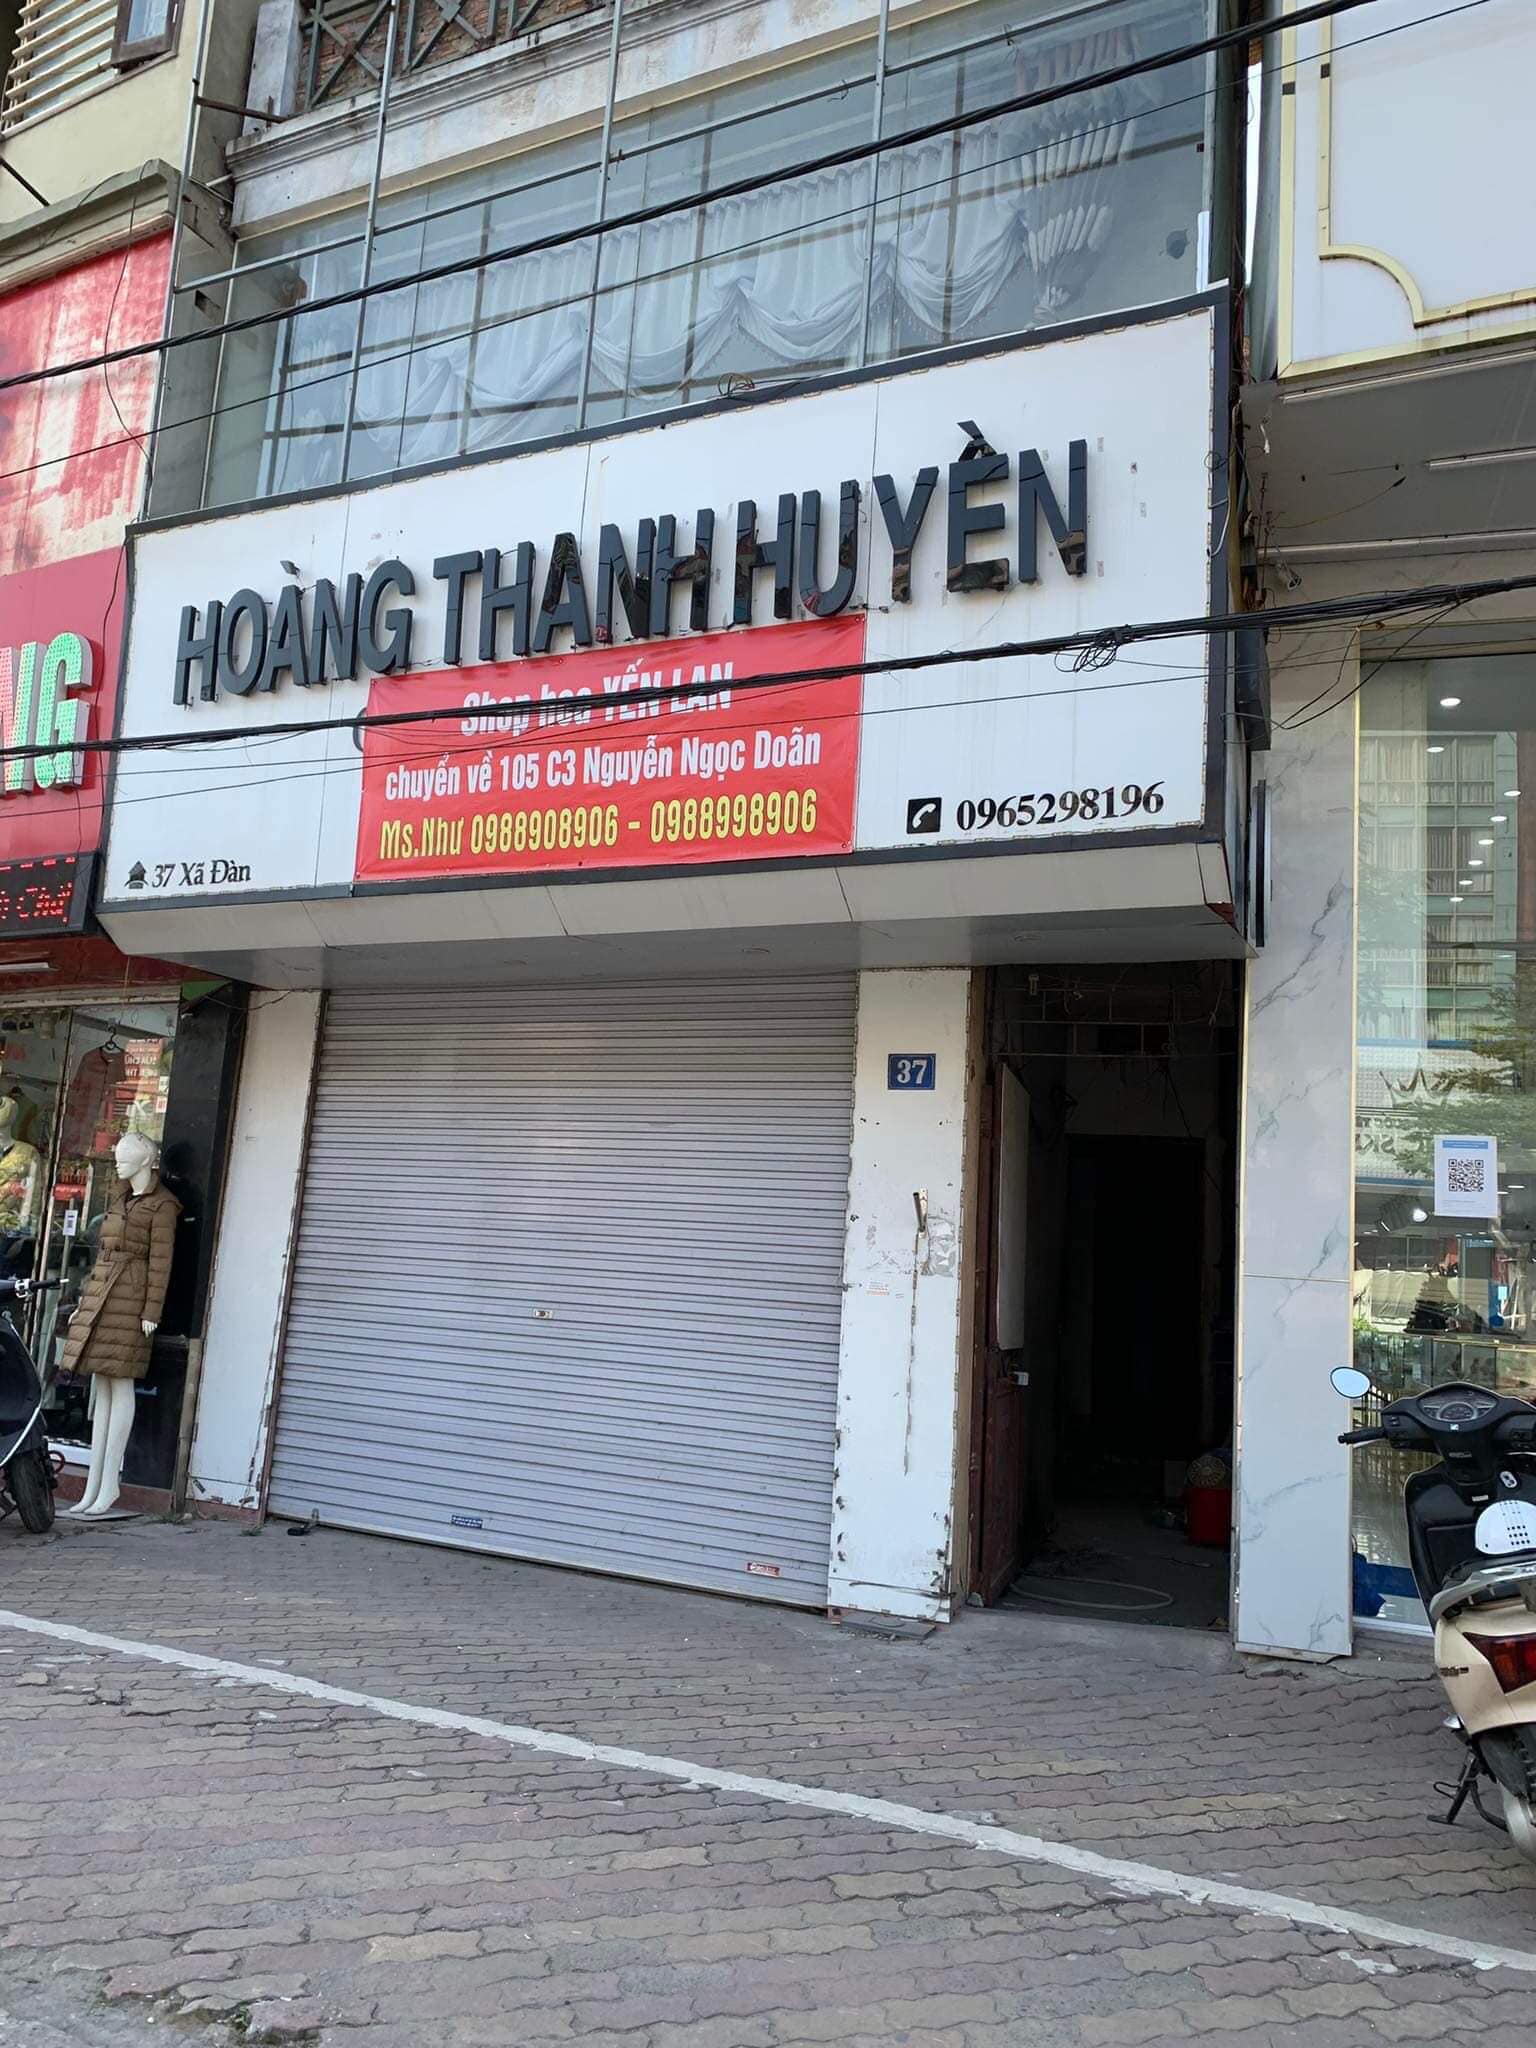 HOÀNG THANH HUYỀN
Shop hoa YẾN LAN
chuyển về 105 C3 Nguyễn Ngọc Doãn
Ms.Như 0988908906 - 0988998906
0965298196
37 Xã Đàn
NG
37